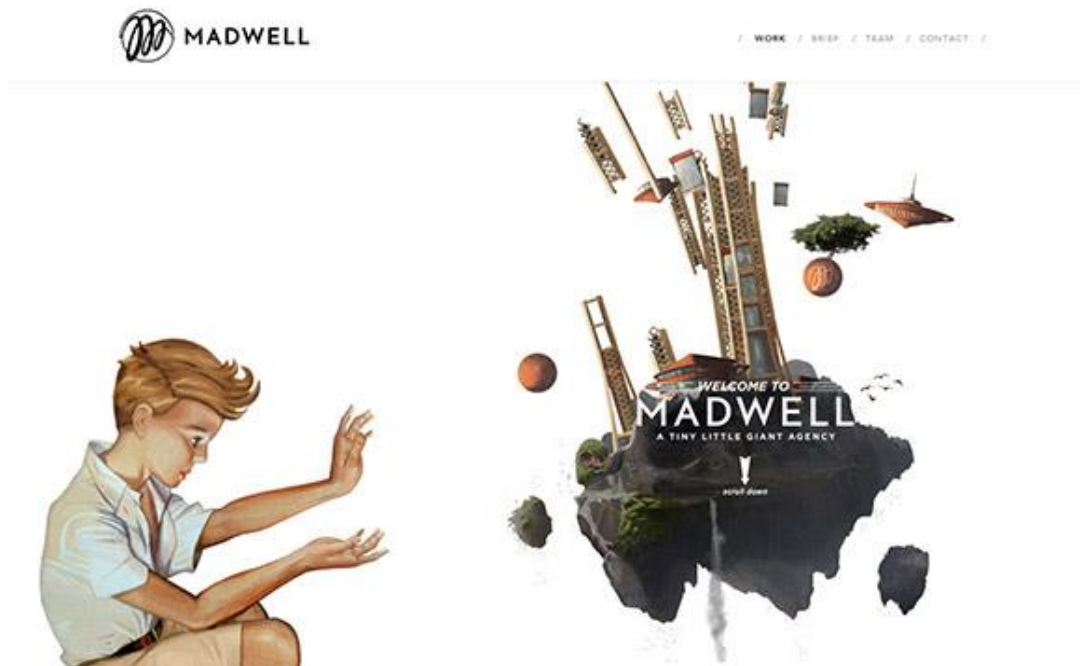 MADWELL
/ WORK / BRIEF / TEAM / CONTACT /
WELCOME TO
MADWELL
A TINY LITTLE GIANT AGENCY
scroll down